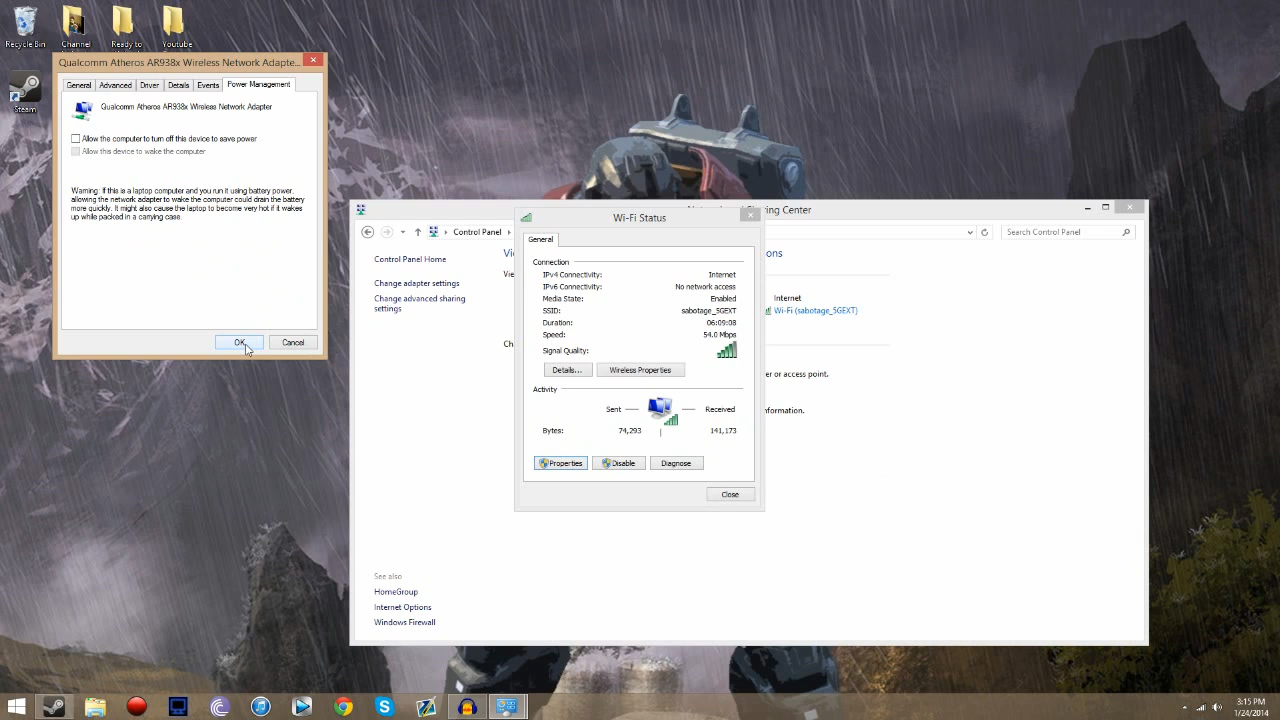 Recycle Bin
Channel
Ready to
Youtube
Steam
Qualcomm Atheros AR938x Wireless Network Adapte...
General
Advanced
Driver
Details
Events
Power Management
Qualcomm Atheros AR938x Wireless Network Adapter
Allow the computer to turn off this device to save power
Allow this device to wake the computer
Warning: If this is a laptop computer and you run it using battery power,
allowing the network adapter to wake the computer could drain the battery
more quickly. It might also cause the laptop to become very hot if it wakes
up while packed in a carrying case.
OK
Cancel
Sharing Center
Control Panel
Search Control Panel
Control Panel Home
Change adapter settings
Change advanced sharing
settings
Internet
Wi-Fi (sabotage_5GEXT)
er or access point.
See also
HomeGroup
Internet Options
Windows Firewall
Wi-Fi Status
General
Connection
IPv4 Connectivity: Internet
IPv6 Connectivity: No network access
Media State: Enabled
SSID: sabotage_5GEXT
Duration: 06:09:08
Speed: 54.0 Mbps
Signal Quality:
Details...
Wireless Properties
Activity
Sent
Received
Bytes: 74,293 141,173
Properties
Disable
Diagnose
Close
3:15 PM
1/24/2014